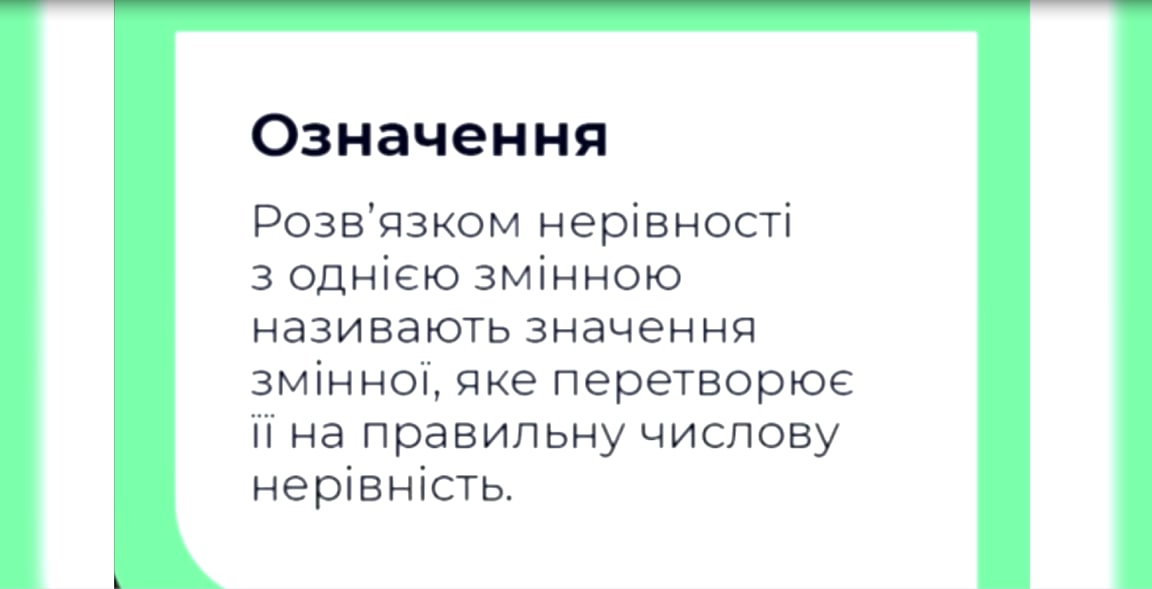 Означення
Розв’язком нерівності
з однією змінною
називають значення
змінної, яке перетворює
її на правильну числову
нерівність.